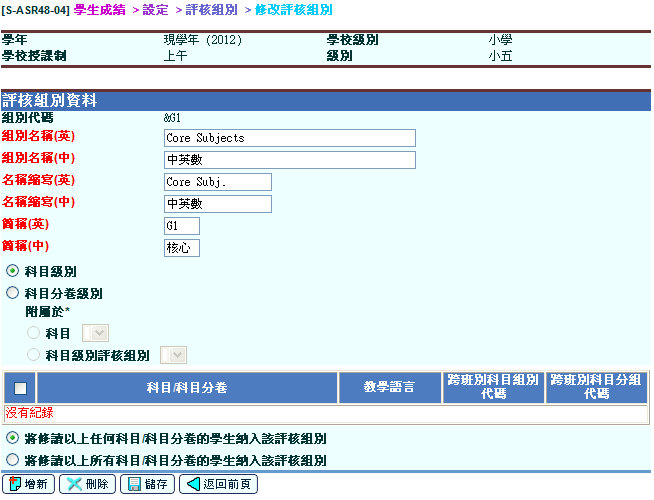 [S-ASR48-04] 學生成績 > 設定 > 評核組別 > 修改評核組別
學年 現學年 (2012) 學校級別 小學
學校授課制 上午 級別 小五
評核組別資料
組別代碼 &G1
組別名稱(英) Core Subjects
組別名稱(中) 中英數
名稱縮寫(英) Core Subj.
名稱縮寫(中) 中英數
簡稱(英) G1
簡稱(中) 核心
科目級別
科目分卷級別
附屬於*
科目
科目級別評核組別
科目/科目分卷 教學語言 跨班別科目組別代碼 跨班別科目分組代碼
沒有紀錄
將修讀以上任何科目/科目分卷的學生納入該評核組別
將修讀以上所有科目/科目分卷的學生納入該評核組別
增新 刪除 儲存 返回前頁